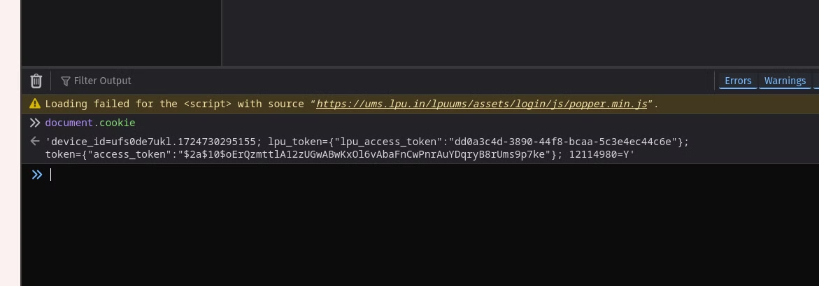 Filter Output
Errors Warnings
Loading failed for the <script> with source “https://ums.lpu.in/lpuums/assets/login/js/popper.min.js”.
document.cookie
'device_id=ufs0de7ukl.1724730295155; lpu_token={"lpu_access_token":"dd0a3c4d-3890-44f8-bcaa-5c3e4ec44c6e"};
token={"access_token":"$2a$10$oErQzmttlA12zUGwABwKxOl6vAbaFnCwPnrAuYDqryB8rUms9p7ke"}; 12114980=Y'